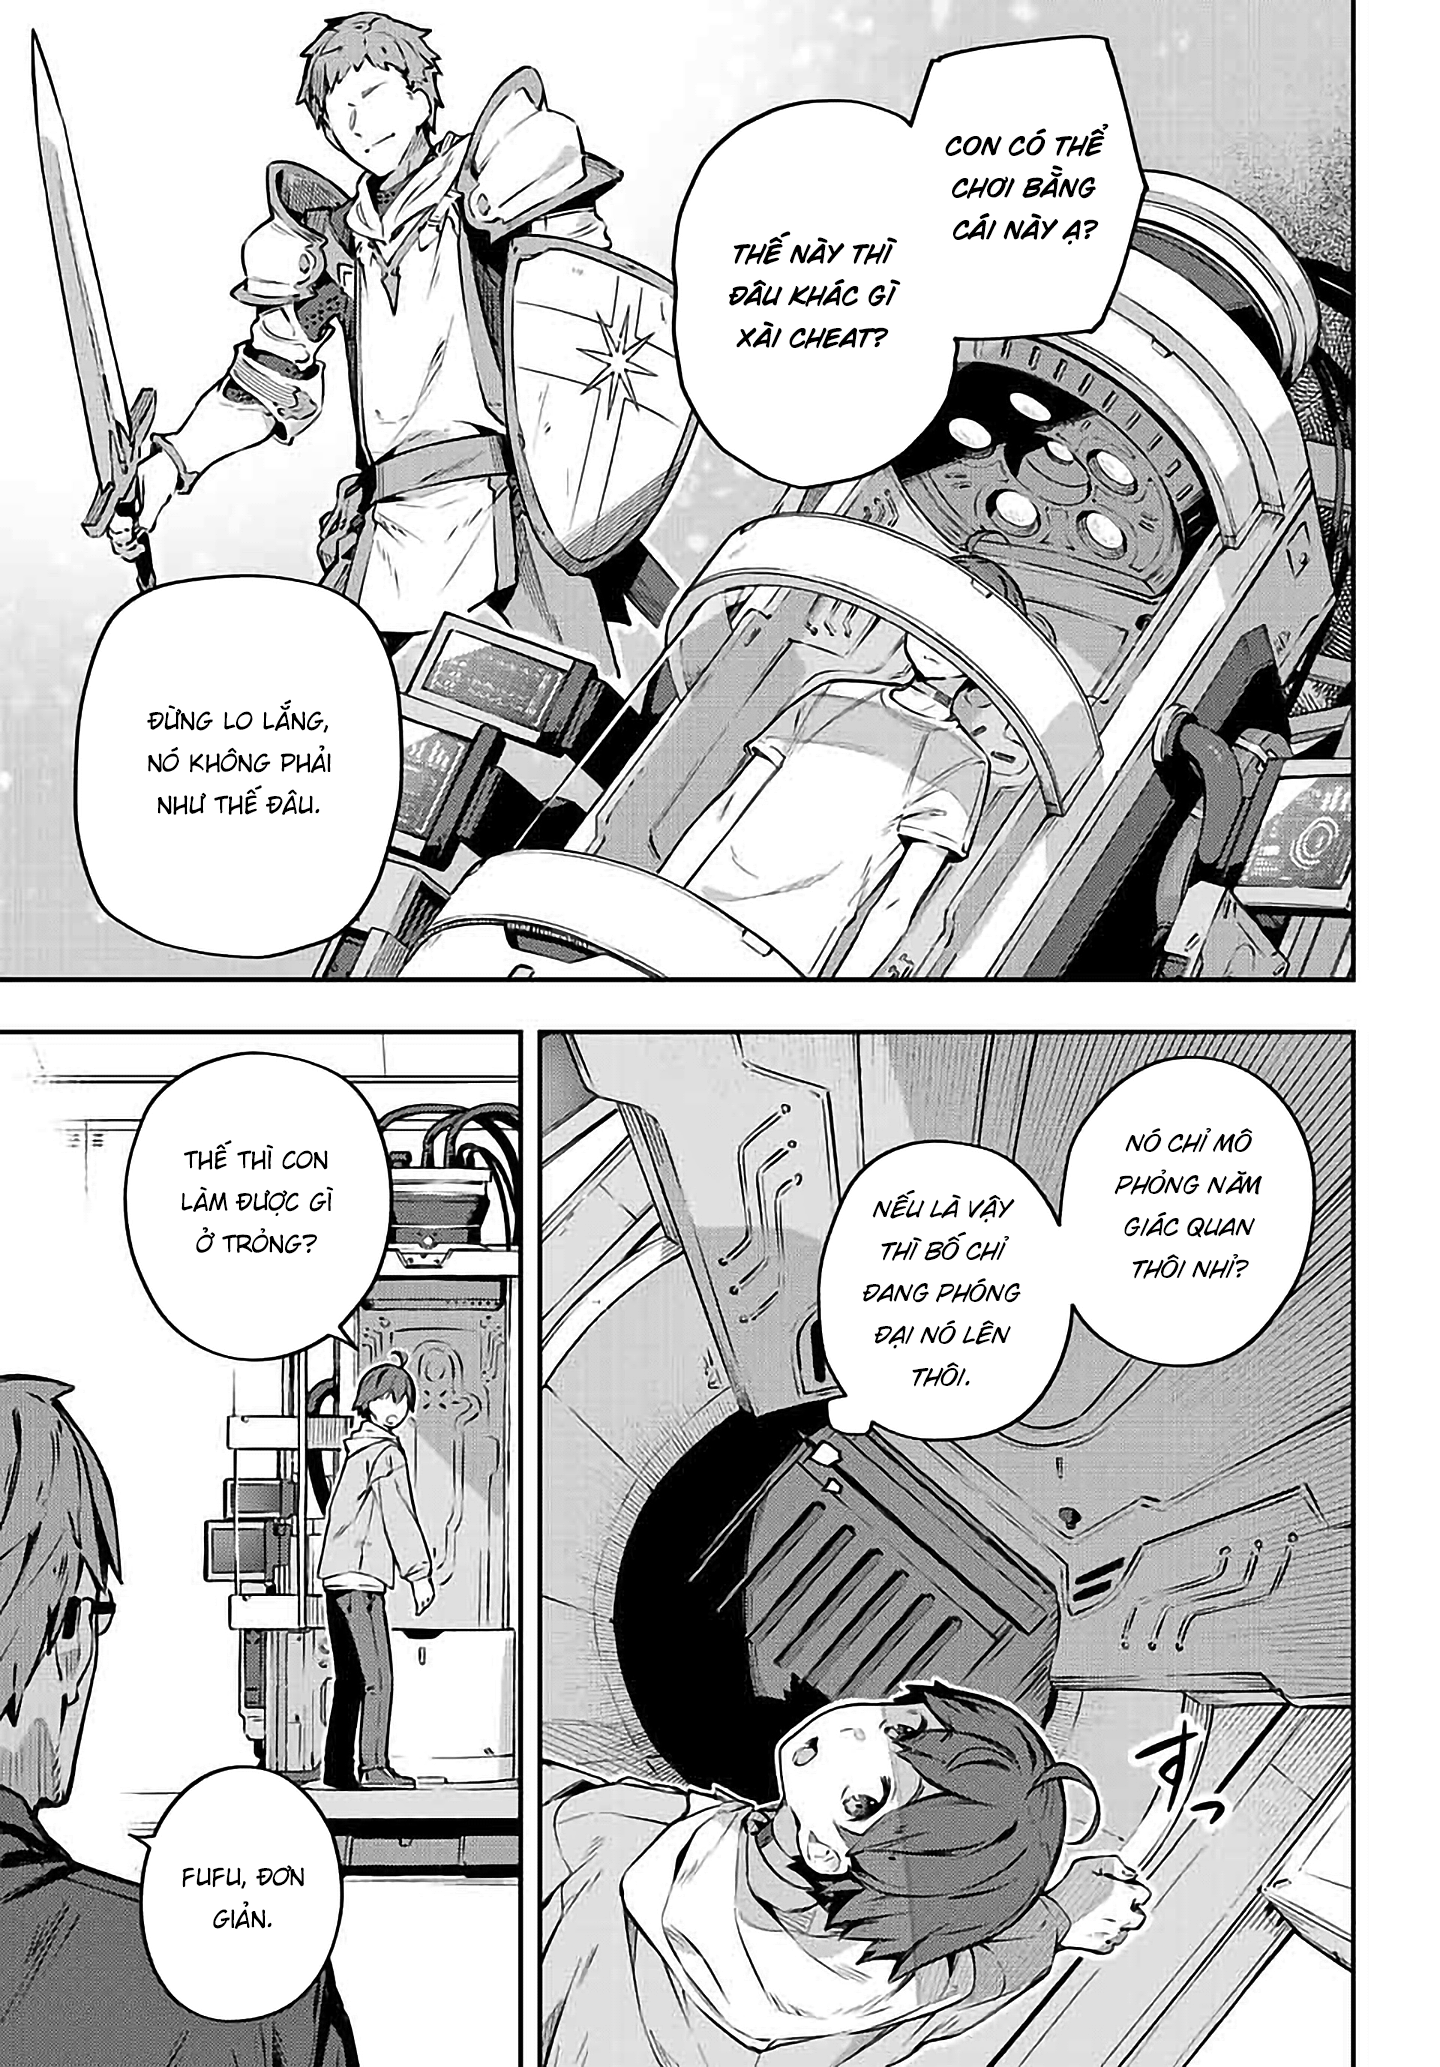 CON CÓ THỂ
CHƠI BẰNG
CÁI NÀY Ạ?
THẾ NÀY THÌ
ĐÂU KHÁC GÌ
XÀI CHEAT?
ĐỪNG LO LẮNG,
NÓ KHÔNG PHẢI
NHƯ THẾ ĐÂU.
NÓ CHỈ MÔ
PHỎNG NĂM
GIÁC QUAN
THÔI NHỈ?
NẾU LÀ VẬY
THÌ BỐ CHỈ
ĐANG PHÓNG
ĐẠI NÓ LÊN
THÔI.
すっ
THẾ THÌ CON
LÀM ĐƯỢC GÌ
Ở TRỎNG?
FUFU, ĐƠN
GIẢN.